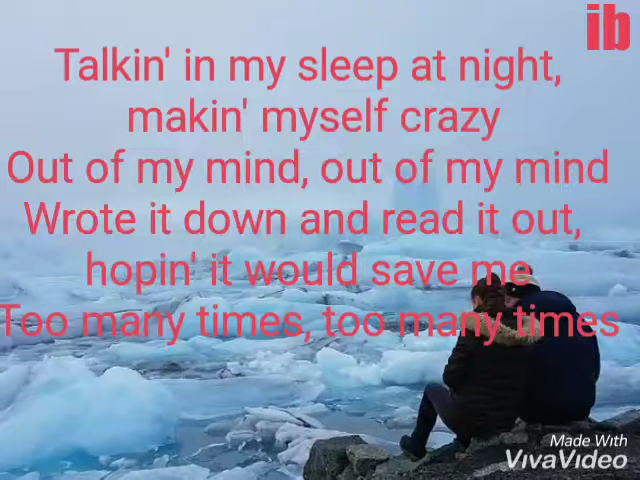 ib
Talkin' in my sleep at night,
makin' myself crazy
Out of my mind, out of my mind
Wrote it down and read it out,
hopin' it would save me
Too many times, too many times
Made With
VivaVideo